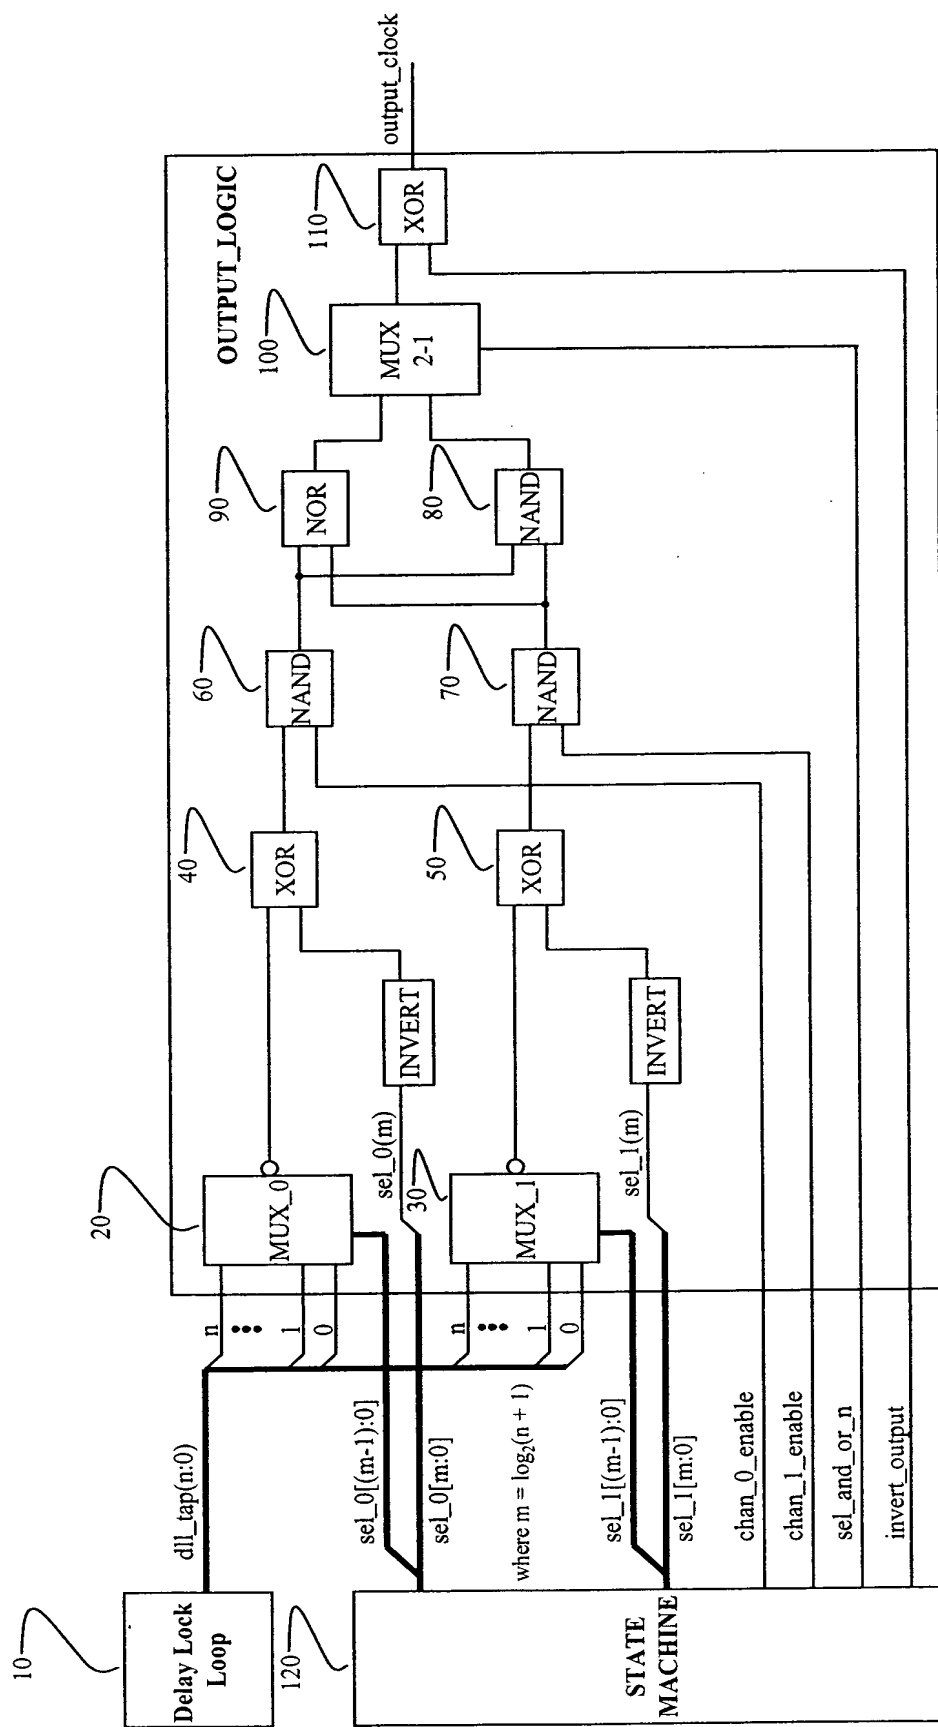 10
Delay Lock
Loop
dll_tap(n:0)
n
1
0
20
MUX_0
sel_0[(m-1):0]
sel_0[m:0]
sel_0(m)
INVERT
40
XOR
60
NAND
90
NOR
100
MUX
2-1
OUTPUT_LOGIC
110
XOR
output_clock
where m = log₂(n + 1)
n
1
0
30
MUX_1
sel_1[(m-1):0]
sel_1[m:0]
sel_1(m)
INVERT
50
XOR
70
NAND
80
NAND
120
STATE
MACHINE
chan_0_enable
chan_1_enable
sel_and_or_n
invert_output